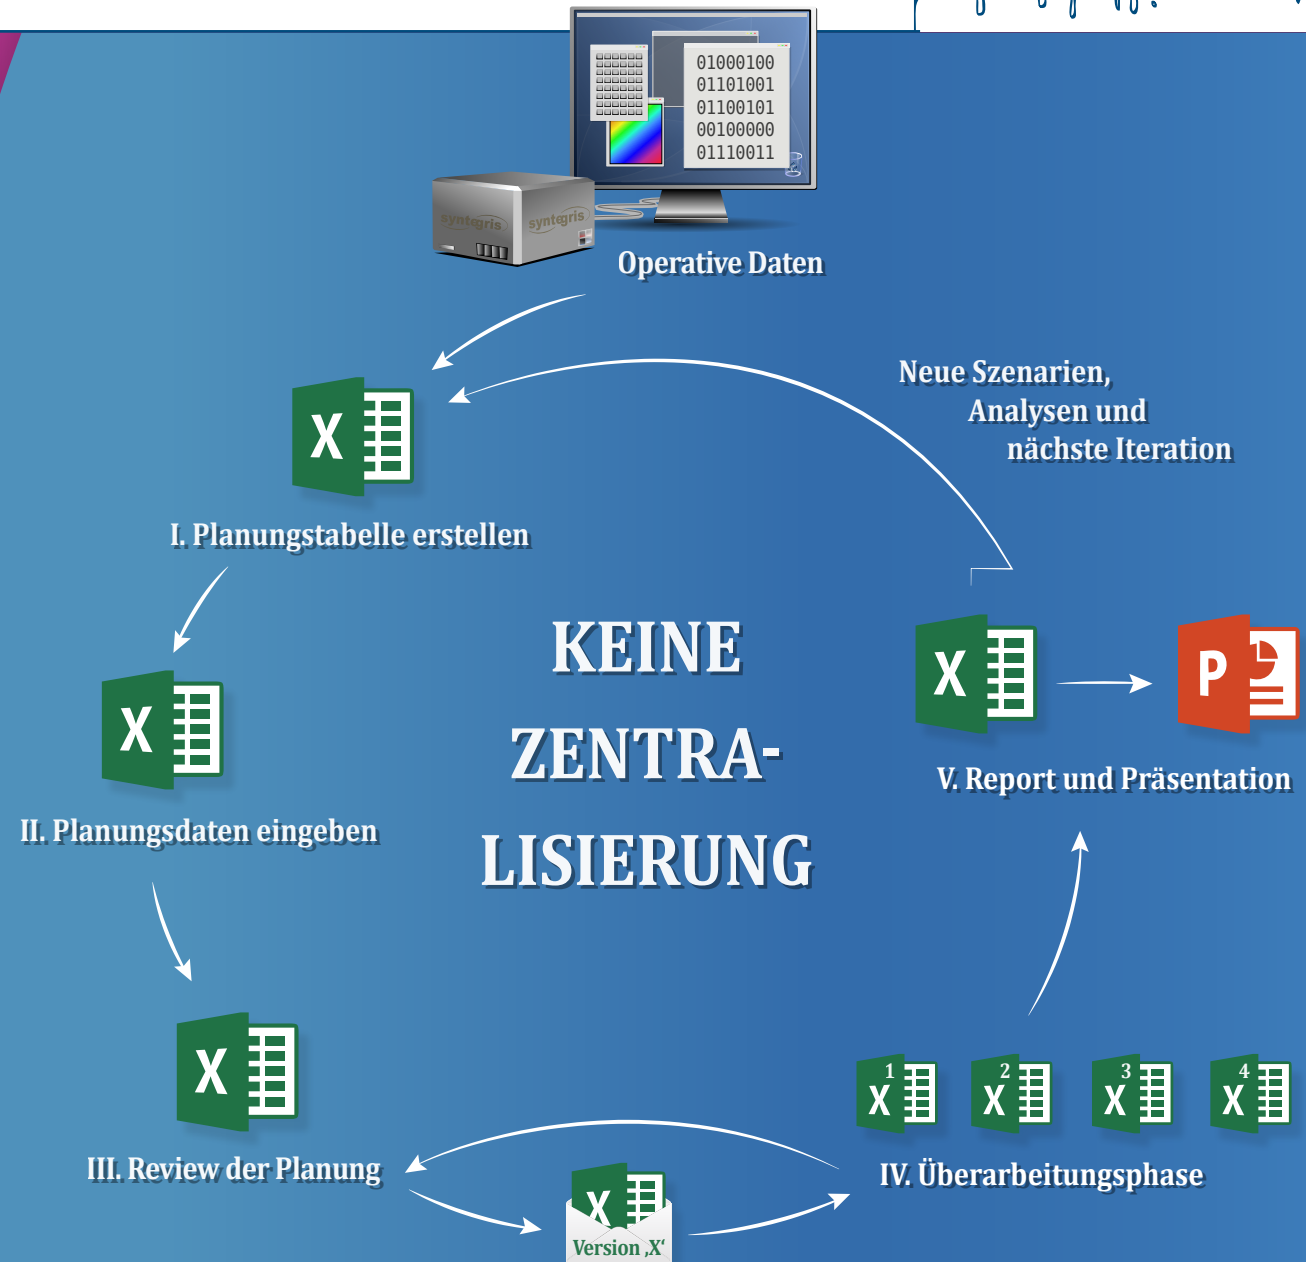 01000100
01101001
01100101
00100000
01110011
syntegris
syntegris
Operative Daten
Neue Szenarien,
Analysen und
nächste Iteration
X
I. Planungstabelle erstellen
KEINE
ZENTRA-
LISIERUNG
X
P
V. Report und Präsentation
X
II. Planungsdaten eingeben
X
III. Review der Planung
1
X
2
X
3
X
4
X
IV. Überarbeitungsphase
X
Version ‚X‘